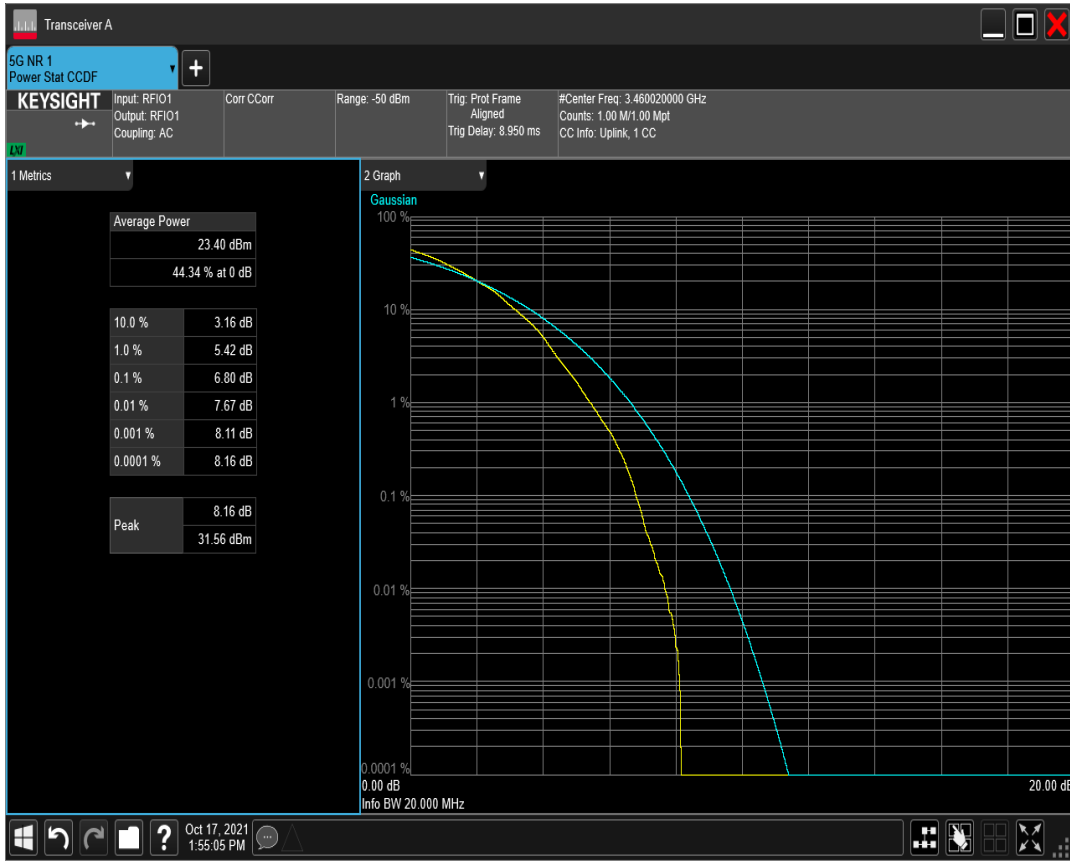 Transceiver A
5G NR 1
Power Stat CCDF
KEYSIGHT
LXI
Input: RFIO1
Output: RFIO1
Coupling: AC
Corr CCorr
Range: -50 dBm
Trig: Prot Frame
Aligned
Trig Delay: 8.950 ms
#Center Freq: 3.460020000 GHz
Counts: 1.00 M/1.00 Mpt
CC Info: Uplink, 1 CC
1 Metrics
Average Power
23.40 dBm
44.34 % at 0 dB
10.0 % 3.16 dB
1.0 % 5.42 dB
0.1 % 6.80 dB
0.01 % 7.67 dB
0.001 % 8.11 dB
0.0001 % 8.16 dB
Peak 8.16 dB
31.56 dBm
2 Graph
Gaussian
100 %
10 %
1 %
0.1 %
0.01 %
0.001 %
0.0001 %
0.00 dB 20.00 dB
Info BW 20.000 MHz
Oct 17, 2021
1:55:05 PM